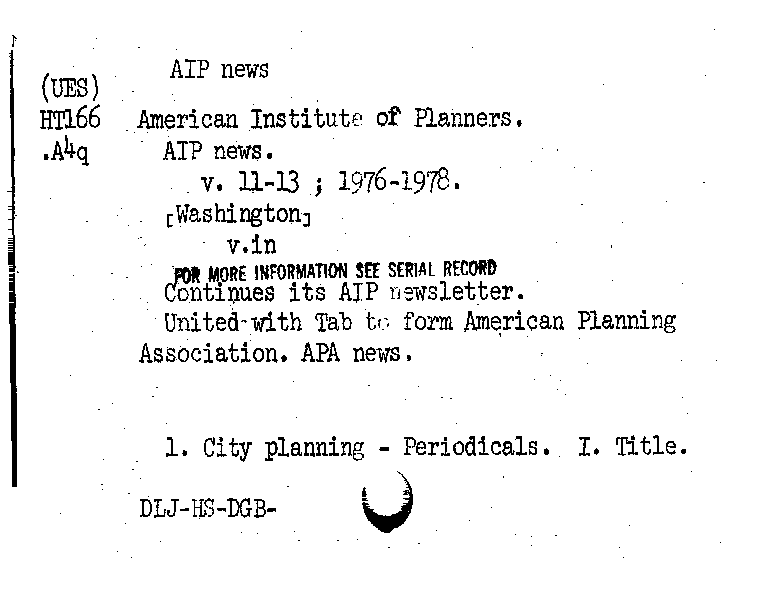 AIP news
(UES)
HT166 American Institute of Planners.
.A4q AIP news.
v. 11-13 ; 1976-1978.
[Washington]
v.in
FOR MORE INFORMATION SEE SERIAL RECORD
Continues its AIP newsletter.
United with Tab to form American Planning
Association. APA news.
1. City planning - Periodicals. I. Title.
DLJ-HS-DGB-